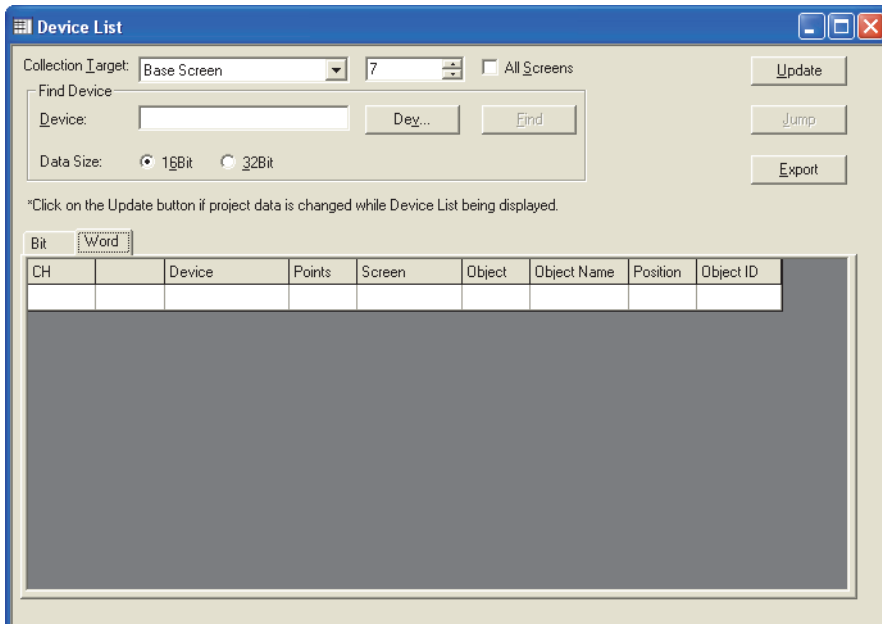 Device List
Collection Target: Base Screen 7 All Screens Update
Find Device
Device: Dev... Find Jump
Data Size: 16Bit 32Bit Export
*Click on the Update button if project data is changed while Device List being displayed.
Bit Word
CH Device Points Screen Object Object Name Position Object ID